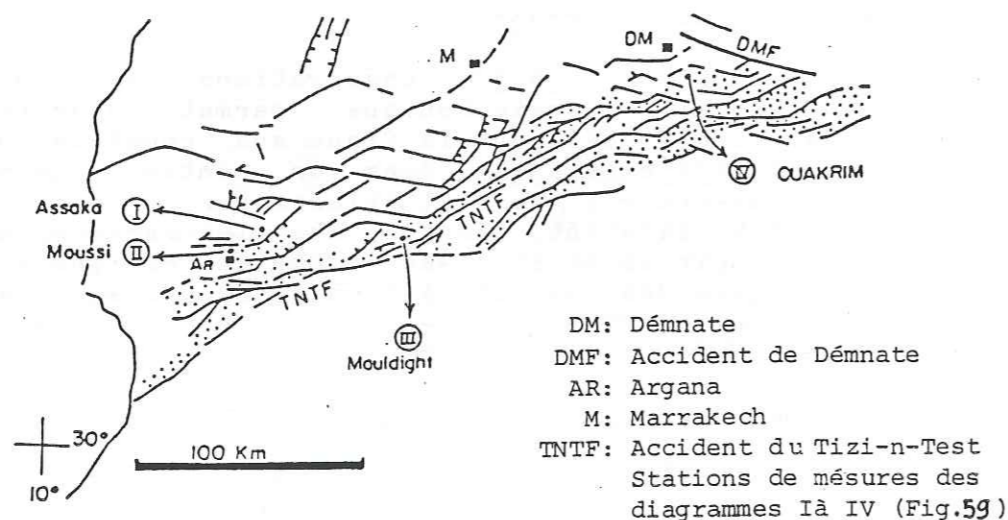 DM
DMF
M
IV
OUAKRIM
Assaka I
TNTF
Moussi II
AR
TNTF
III
Mouldight
30°
10°
100 Km
DM: Démnate
DMF: Accident de Démnate
AR: Argana
M: Marrakech
TNTF: Accident du Tizi-n-Test
Stations de mésures des
diagrammes Ià IV (Fig.59)